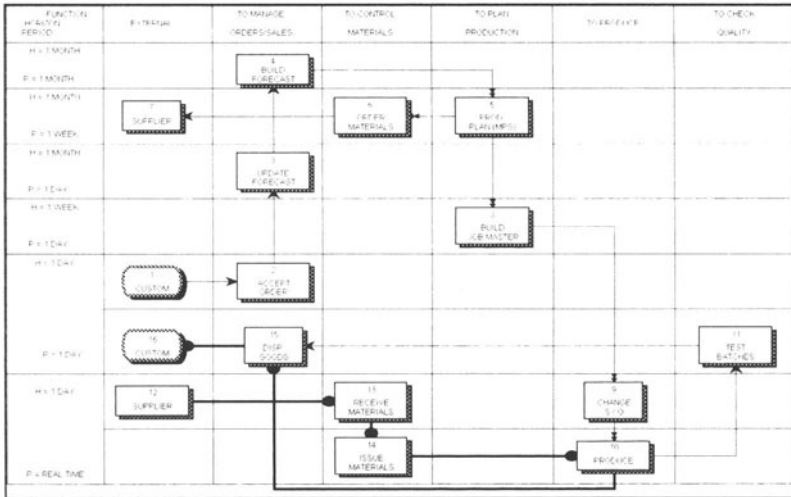 FUNCTION
HORIZON
PERIOD
EXTERNAL
TO MANAGE
ORDERS/SALES
TO CONTROL
MATERIALS
TO PLAN
PRODUCTION
TO PRODUCE
TO CHECK
QUALITY
H = 1 MONTH
P = 1 MONTH
4
BUILD
FORECAST
H = 1 MONTH
P = 1 WEEK
7
SUPPLIER
6
ORDER
MATERIALS
5
PROD
PLAN (MPS)
H = 1 MONTH
P = 1 DAY
3
UPDATE
FORECAST
H = 1 WEEK
P = 1 DAY
BUILD
JOB MASTER
H = 1 DAY
1
CUSTOM
2
ACCEPT
ORDER
P = 1 DAY
16
CUSTOM
15
DISP
GOODS
11
TEST
BATCHES
H = 1 DAY
12
SUPPLIER
13
RECEIVE
MATERIALS
9
CHANGE
S / O
14
ISSUE
MATERIALS
10
PRODUCE
P = REAL TIME